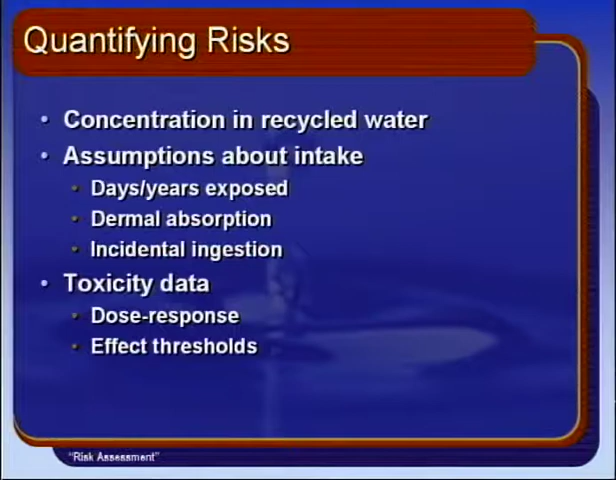 Quantifying Risks
• Concentration in recycled water
• Assumptions about intake
• Days/years exposed
• Dermal absorption
• Incidental ingestion
• Toxicity data
• Dose-response
• Effect thresholds
"Risk Assessment"